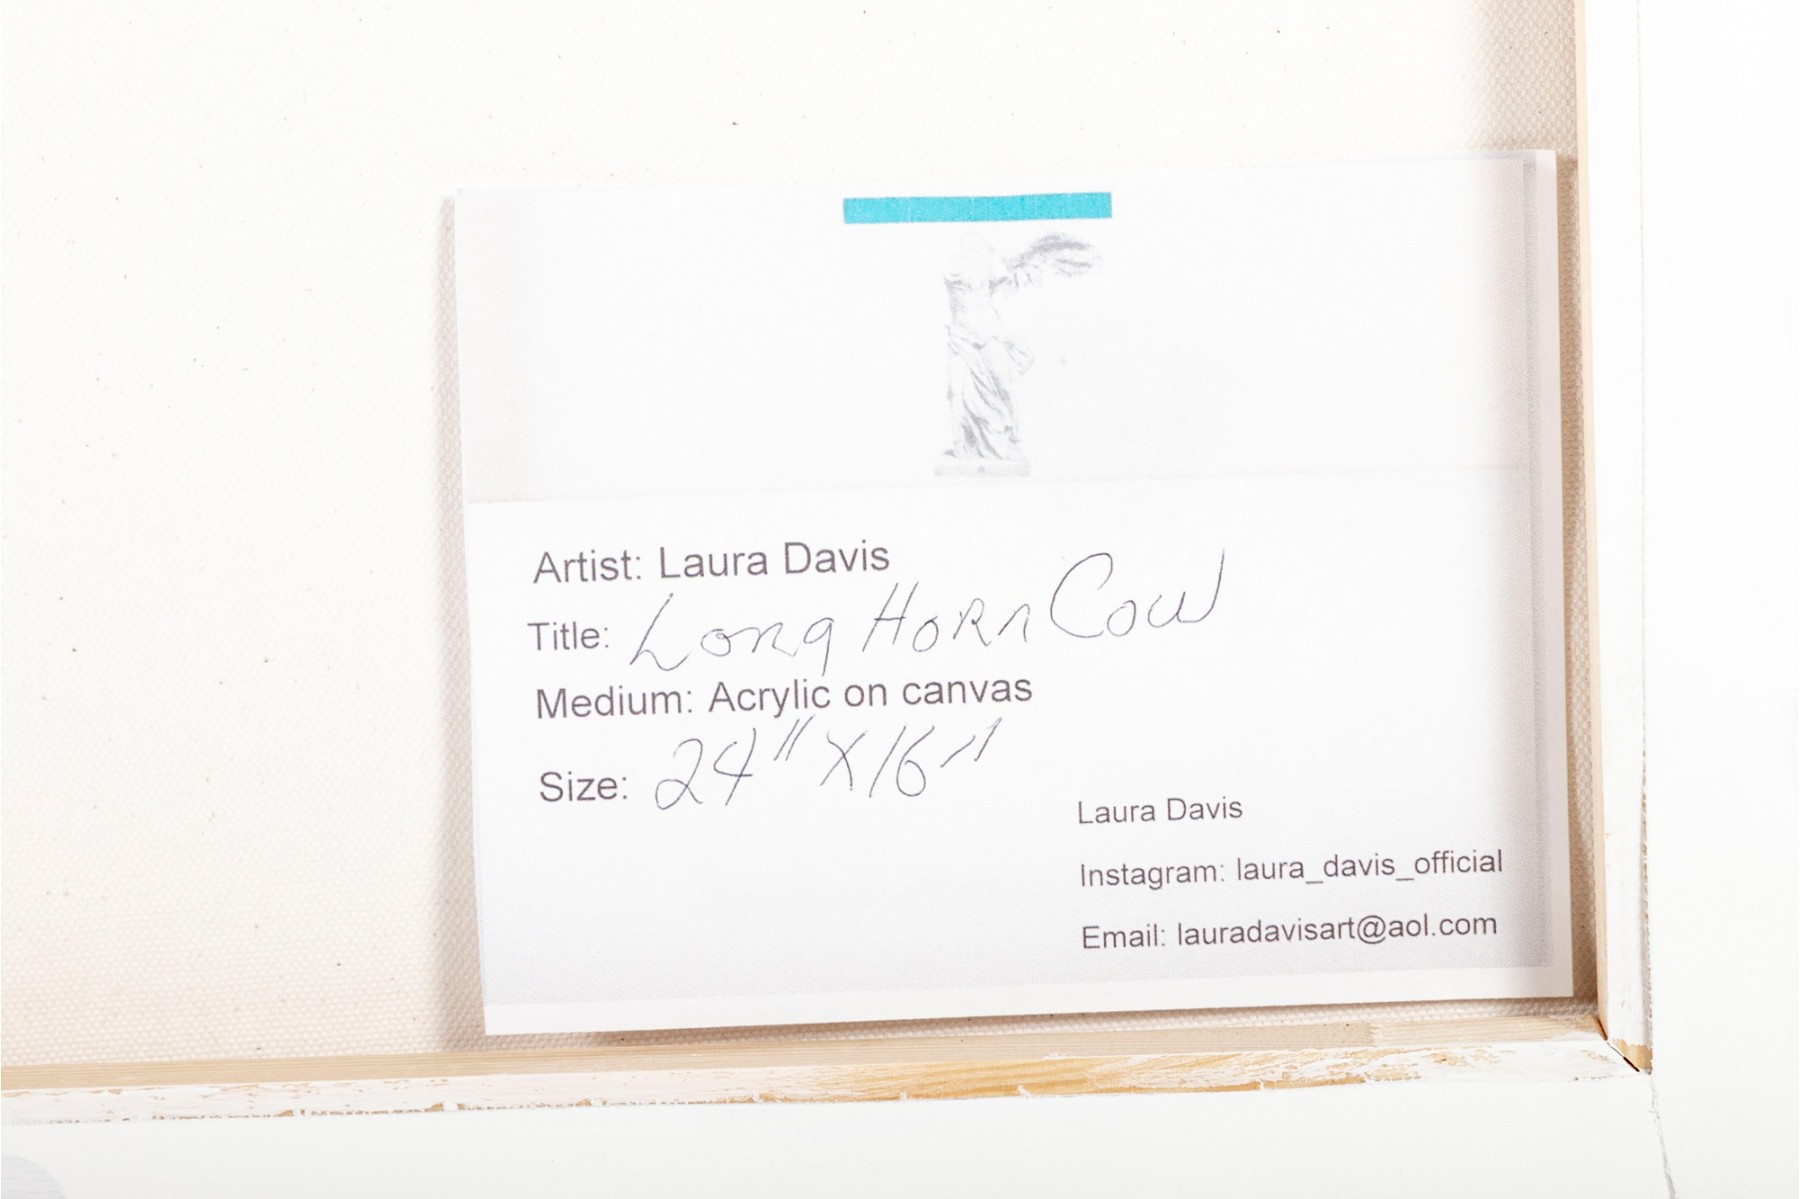 Artist: Laura Davis
Title: Long Horn Cow
Medium: Acrylic on canvas
Size: 24" X 16"
Laura Davis
Instagram: laura_davis_official
Email: lauradavisart@aol.com